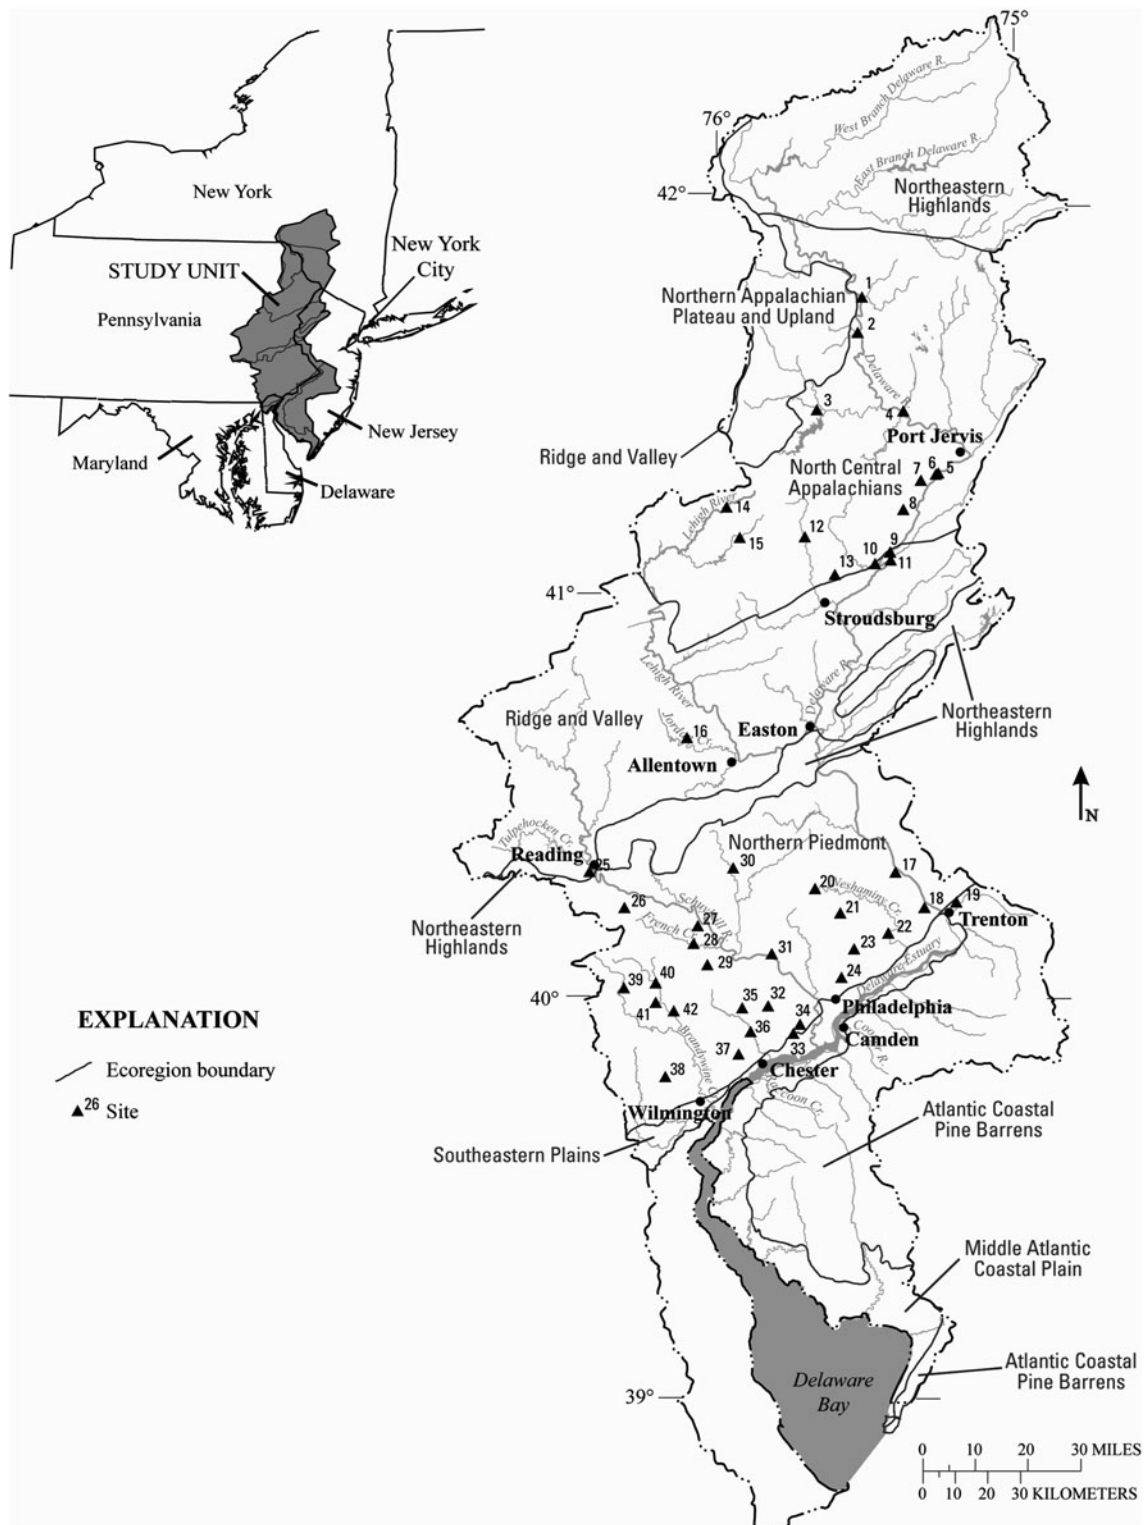 New York
New York
City
STUDY UNIT
Pennsylvania
New Jersey
Maryland
Delaware
75°
76°
42°
West Branch Delaware R.
East Branch Delaware R.
Northeastern
Highlands
1
Northern Appalachian
Plateau and Upland
2
Delaware R.
3
4
Port Jervis
Ridge and Valley
North Central
Appalachians
7
6
5
8
14
Lehigh River
15
12
9
10
11
13
41°
Stroudsburg
Lehigh River
Delaware R.
Ridge and Valley
Jordan Cr.
16
Easton
Northeastern
Highlands
Allentown
N
Tulpehocken Cr.
Reading
25
Northern Piedmont
30
17
20
Neshaminy Cr.
18
19
Trenton
21
22
26
Northeastern
Highlands
Schuylkill R.
27
French Cr.
28
29
31
23
24
Delaware Estuary
39
40
40°
41
42
35
32
34
Philadelphia
Camden
Cooper R.
36
33
37
Chester
Brandywine Cr.
38
Raccoon Cr.
Wilmington
Southeastern Plains
Atlantic Coastal
Pine Barrens
EXPLANATION
Ecoregion boundary
26 Site
Middle Atlantic
Coastal Plain
Atlantic Coastal
Pine Barrens
Delaware
Bay
39°
0 10 20 30 MILES
0 10 20 30 KILOMETERS